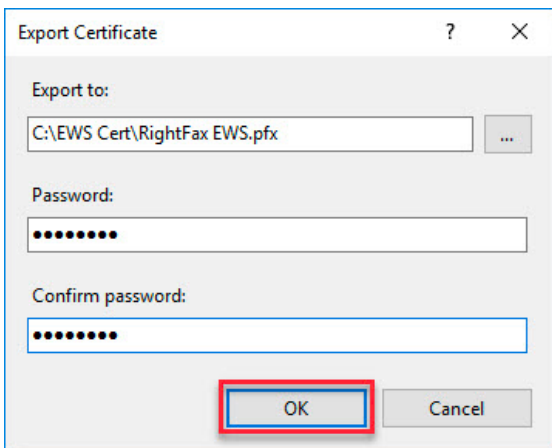 Export Certificate ? ×
Export to:
C:\EWS Cert\RightFax EWS.pfx ...
Password:
●●●●●●●●
Confirm password:
●●●●●●●●
OK Cancel